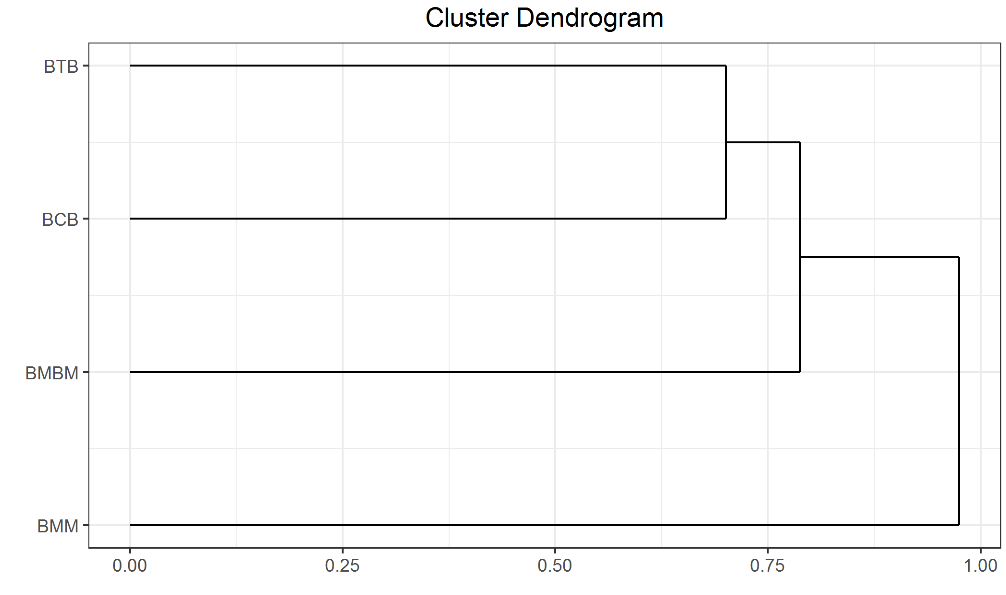 Cluster Dendrogram
BTB
BCB
BMBM
BMM
0.00 0.25 0.50 0.75 1.00